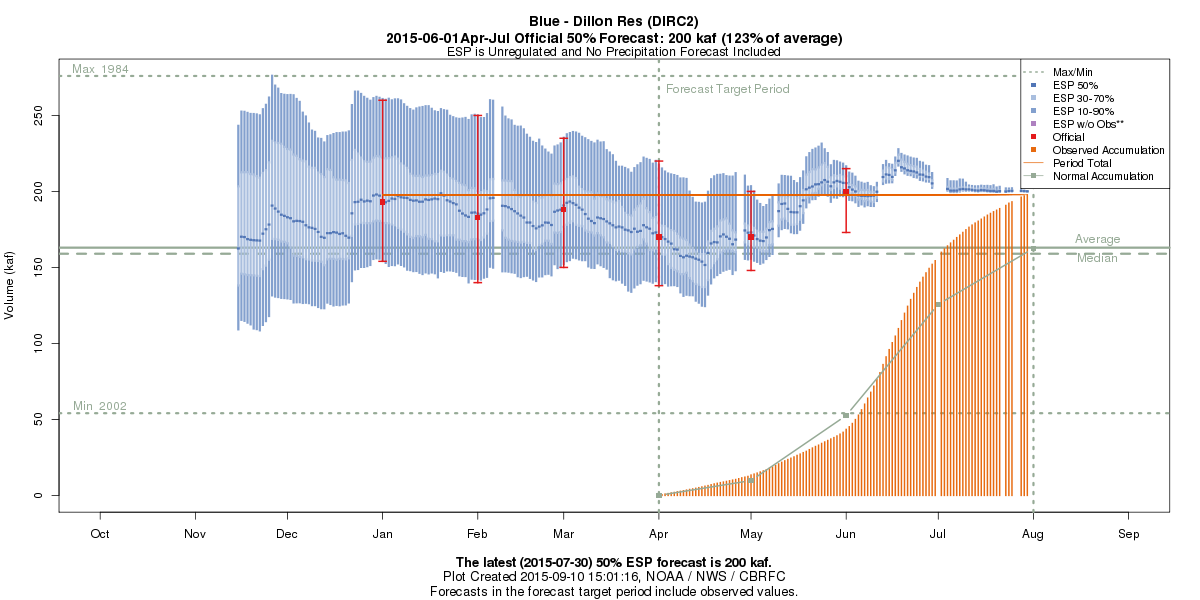 Blue - Dillon Res (DIRC2)
2015-06-01Apr-Jul Official 50% Forecast: 200 kaf (123% of average)
ESP is Unregulated and No Precipitation Forecast Included
Max 1984
Forecast Target Period
Max/Min
ESP 50%
ESP 30-70%
ESP 10-90%
ESP w/o Obs**
Official
Observed Accumulation
Period Total
Normal Accumulation
Average
Median
Min 2002
Volume (kaf)
250
200
150
100
50
0
Oct Nov Dec Jan Feb Mar Apr May Jun Jul Aug Sep
The latest (2015-07-30) 50% ESP forecast is 200 kaf.
Plot Created 2015-09-10 15:01:16, NOAA / NWS / CBRFC
Forecasts in the forecast target period include observed values.